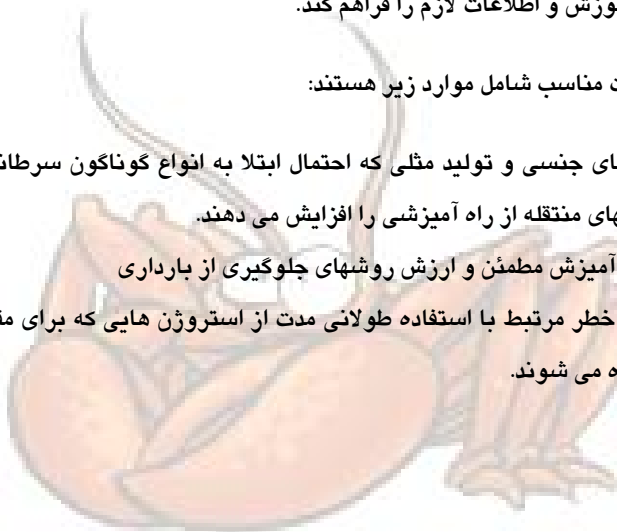 وزش و اطلاعات لازم را فراهم کند.
ت مناسب شامل موارد زیر هستند:
ای جنسی و تولید مثلی که احتمال ابتلا به انواع گوناگون سرطان
های منتقله از راه آمیزشی را افزایش می دهند.
آمیزش مطمئن و ارزش روشهای جلوگیری از بارداری
خطر مرتبط با استفاده طولانی مدت از استروژن هایی که برای
ه می شوند.